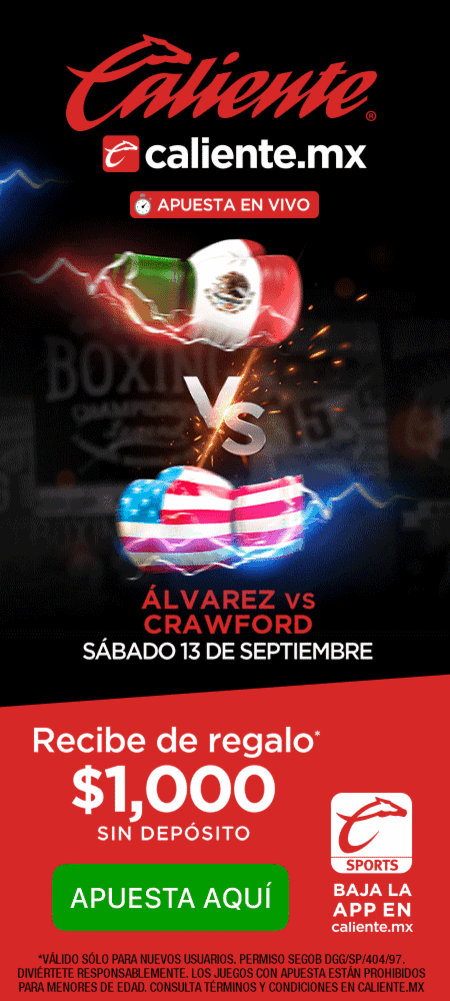 Caliente®
caliente.mx
APUESTA EN VIVO
BOXING
CHAMPIONS
15
VS
ÁLVAREZ VS
CRAWFORD
SÁBADO 13 DE SEPTIEMBRE
Recibe de regalo*
$1,000
SIN DEPÓSITO
APUESTA AQUÍ
SPORTS
BAJA LA
APP EN
caliente.mx
*VÁLIDO SÓLO PARA NUEVOS USUARIOS. PERMISO SEGOB DGG/SP/404/97.
DIVIÉRTETE RESPONSABLEMENTE. LOS JUEGOS CON APUESTA ESTÁN PROHIBIDOS
PARA MENORES DE EDAD. CONSULTA TÉRMINOS Y CONDICIONES EN CALIENTE.MX